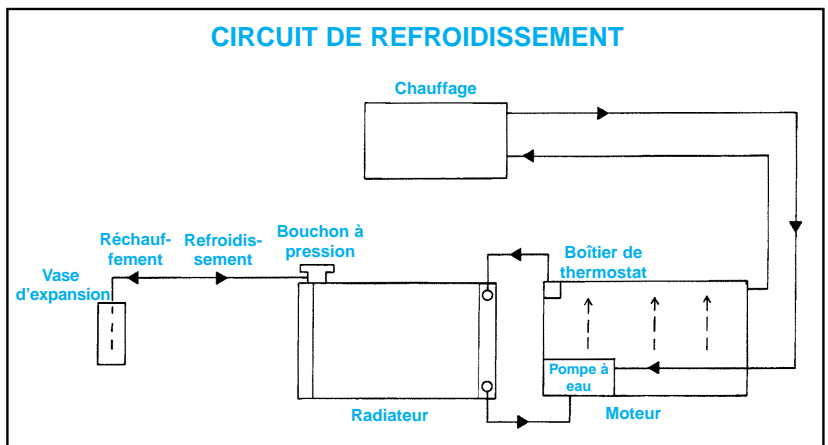 CIRCUIT DE REFROIDISSEMENT
Chauffage
Réchauf-
fement
Refroidis-
sement
Bouchon à
pression
Boîtier de
thermostat
Vase
d'expansion
Pompe à
eau
Radiateur
Moteur